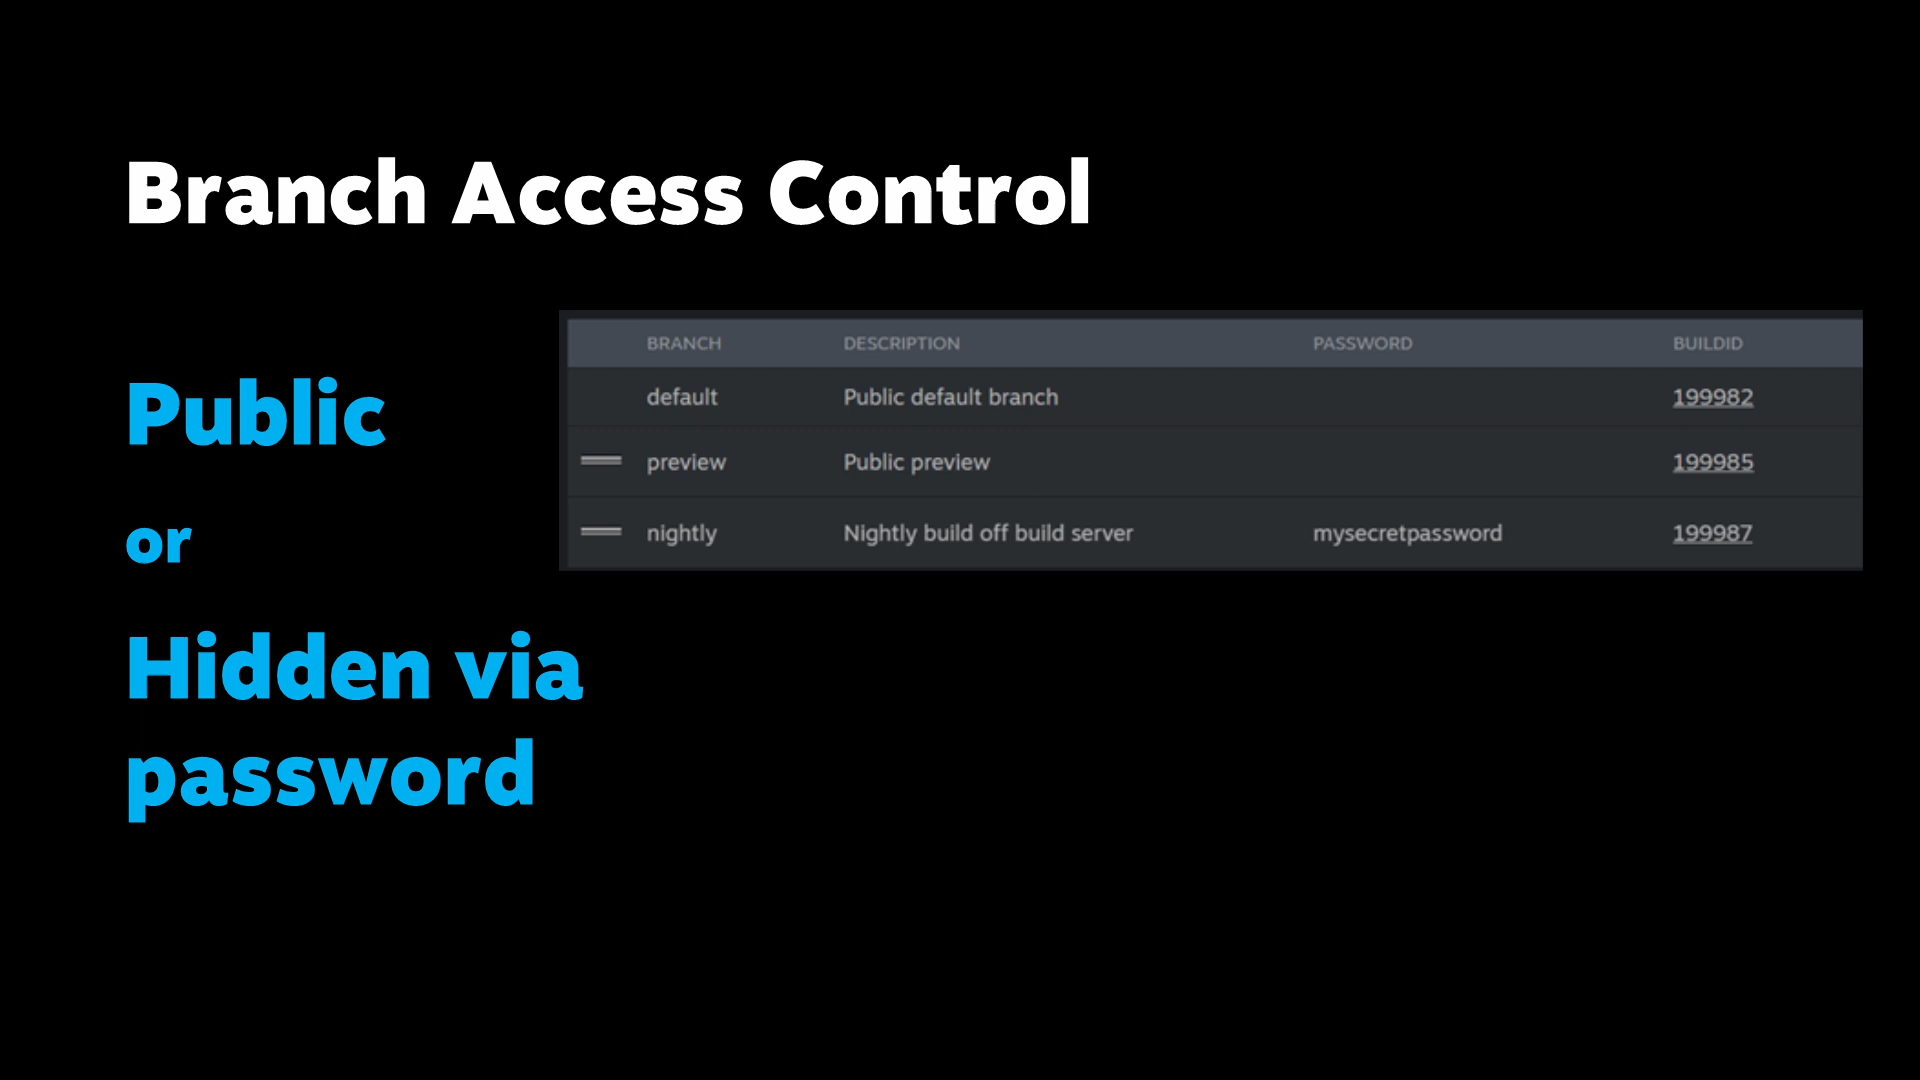 Branch Access Control
Public
or
Hidden via
password
BRANCH DESCRIPTION PASSWORD BUILDID
default Public default branch 199982
preview Public preview 199985
nightly Nightly build off build server mysecretpassword 199987